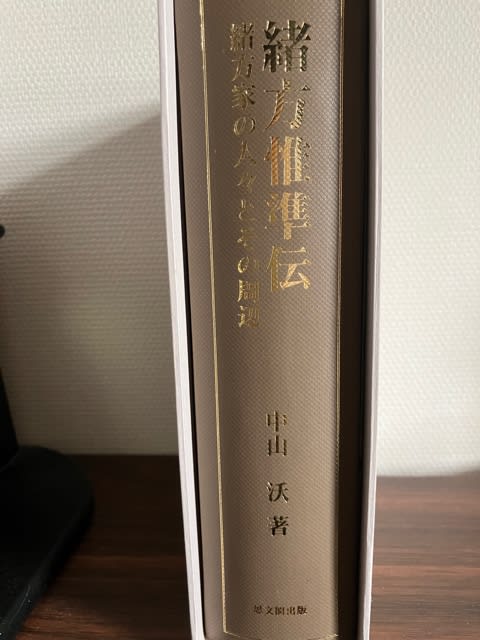 緒方惟準伝
緒方家の人々とその周辺
中山 沃 著
思文閣出版